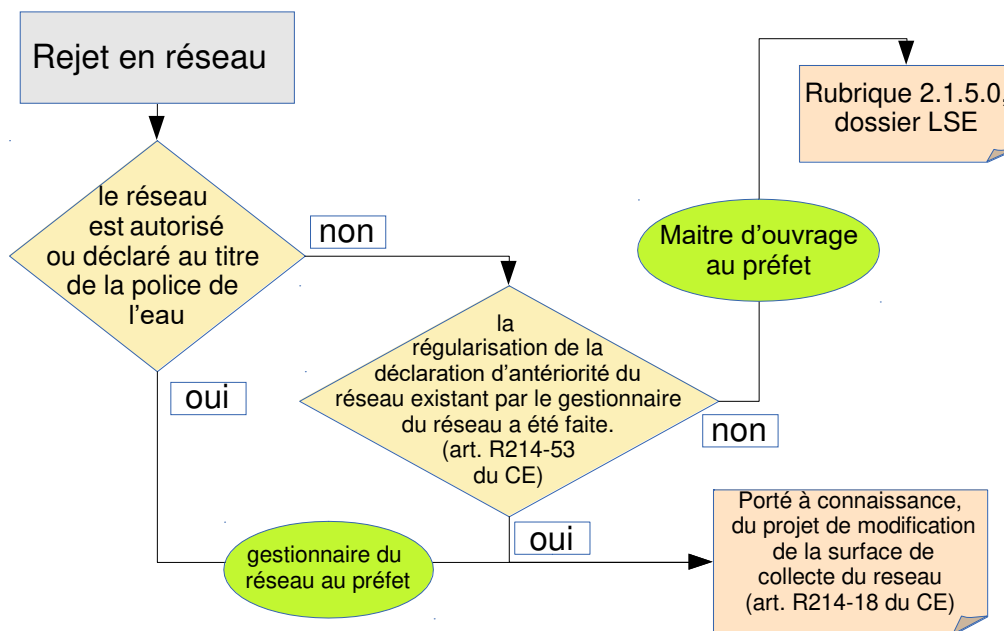 Rejet en réseau
le réseau
est autorisé
ou déclaré au titre
de la police de
l'eau
non
oui
la
régularisation de la
déclaration d'antériorité du
réseau existant par le gestionnaire
du réseau a été faite.
(art. R214-53
du CE)
non
oui
Maitre d'ouvrage
au préfet
Rubrique 2.1.5.0,
dossier LSE
gestionnaire du
réseau au préfet
Porté à connaissance,
du projet de modification
de la surface de
collecte du reseau
(art. R214-18 du CE)